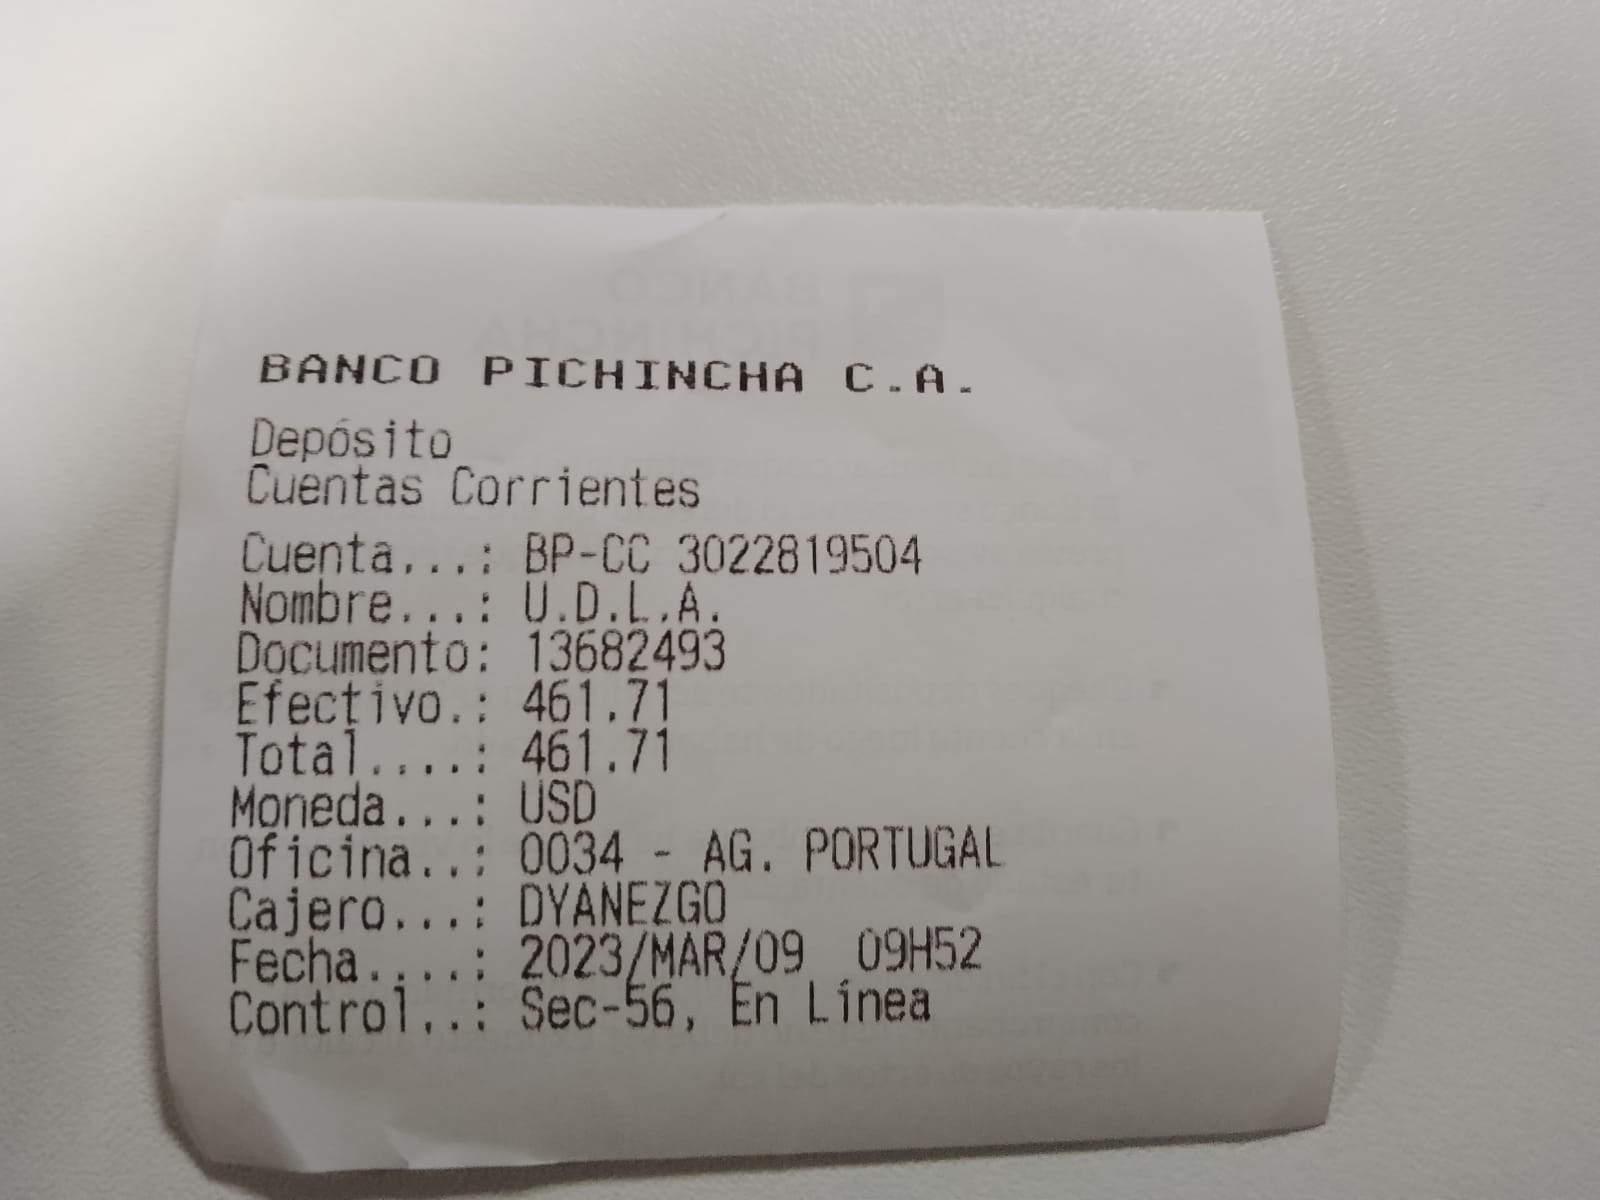 BANCO PICHINCHA C.A.
Depósito
Cuentas Corrientes
Cuenta...: BP-CC 3022819504
Nombre...: U.D.L.A.
Documento: 13682493
Efectivo.: 461.71
Total....: 461.71
Moneda...: USD
Oficina..: 0034 - AG. PORTUGAL
Cajero...: DYANEZGO
Fecha....: 2023/MAR/09  09H52
Control..: Sec-56, En Línea